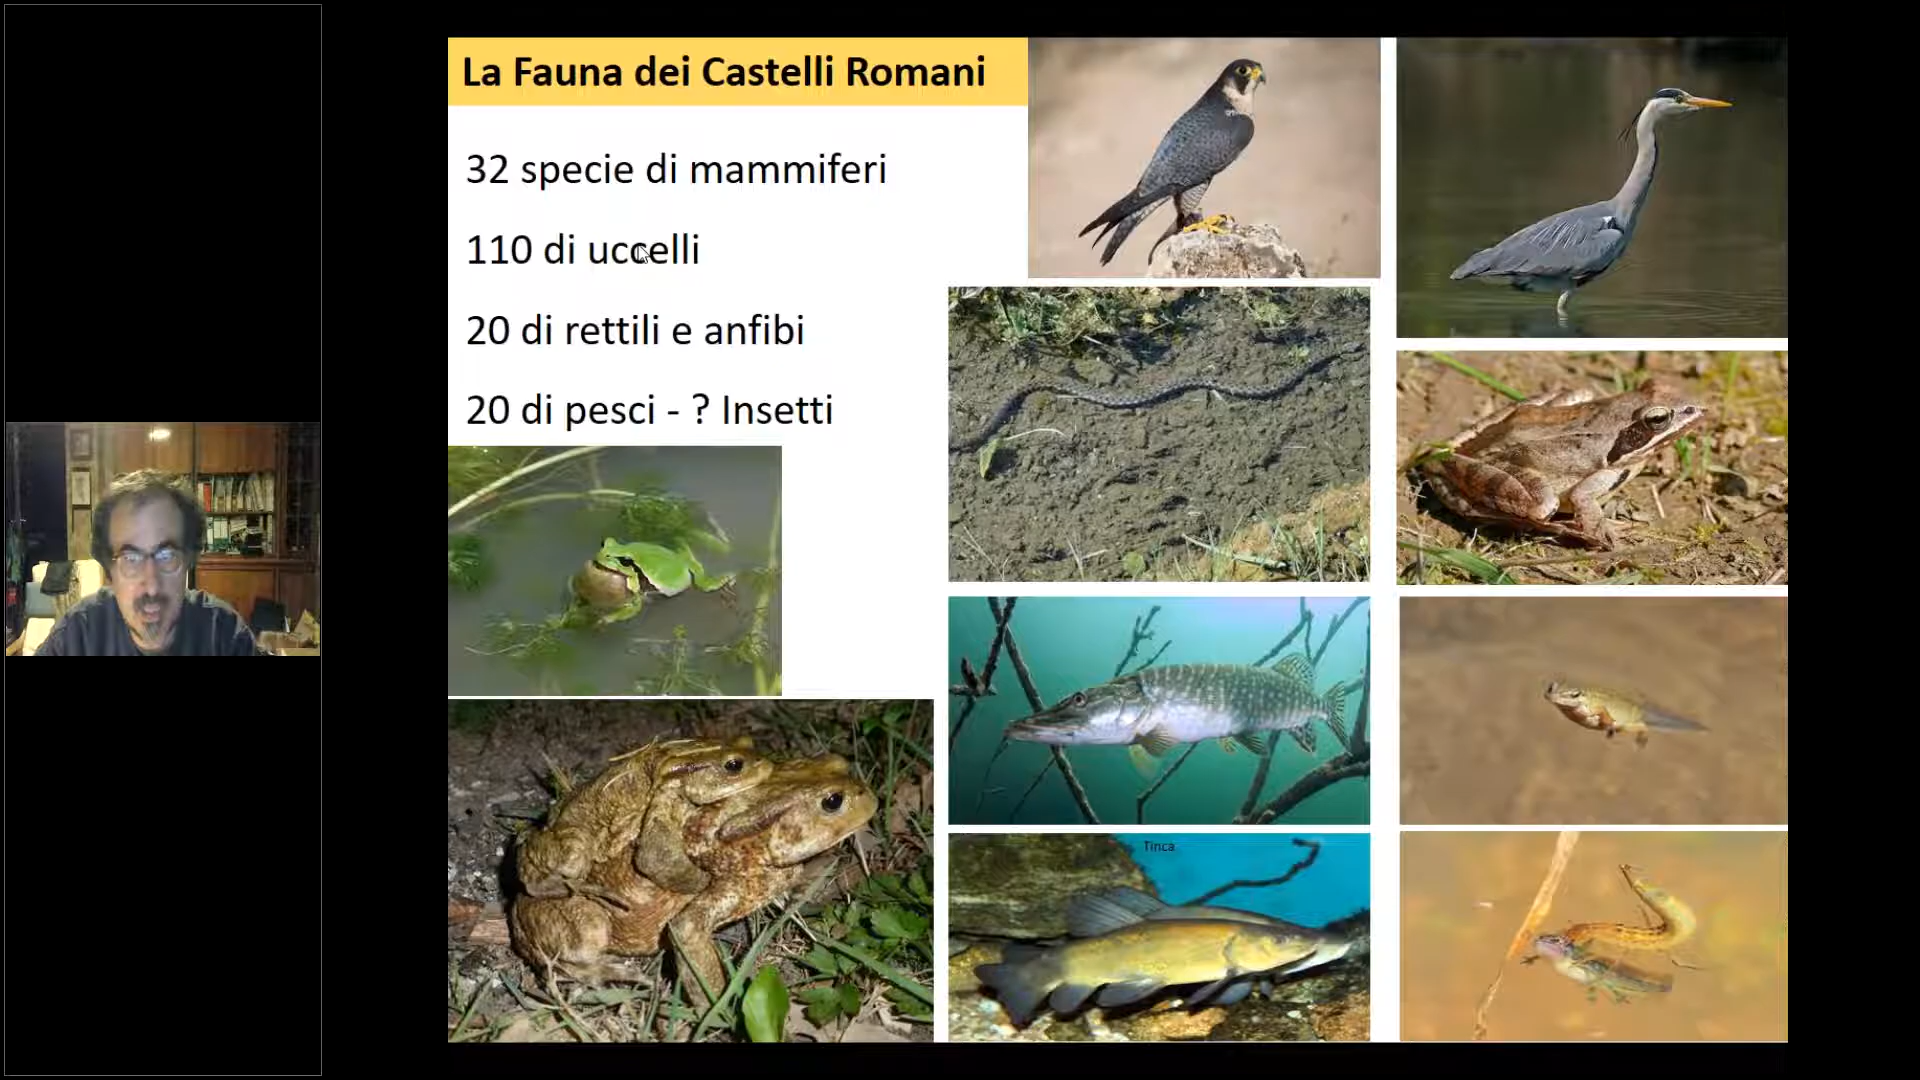 La Fauna dei Castelli Romani
32 specie di mammiferi
110 di uccelli
20 di rettili e anfibi
20 di pesci - ? Insetti
Tinca